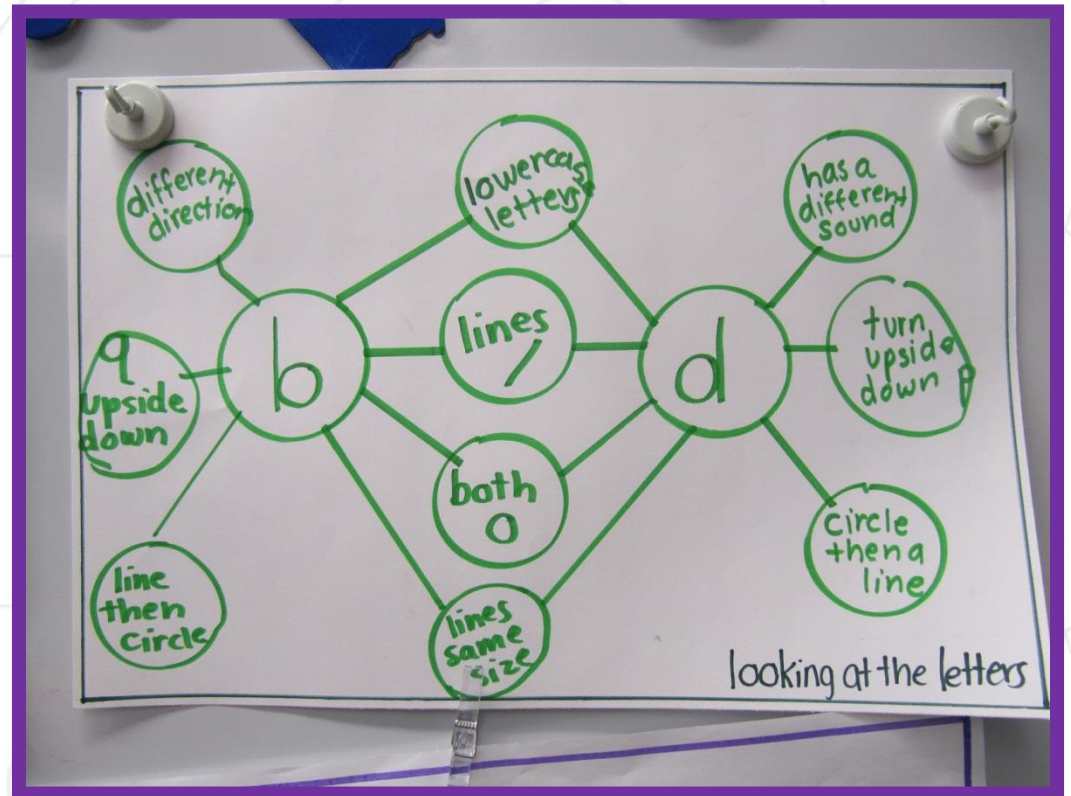 different
direction
q
upside
down
line
then
circle
b
lowercase
letters
lines
/
both
o
lines
same
size
d
has a
different
sound
turn
upside
down
p
circle
then a
line
looking at the letters